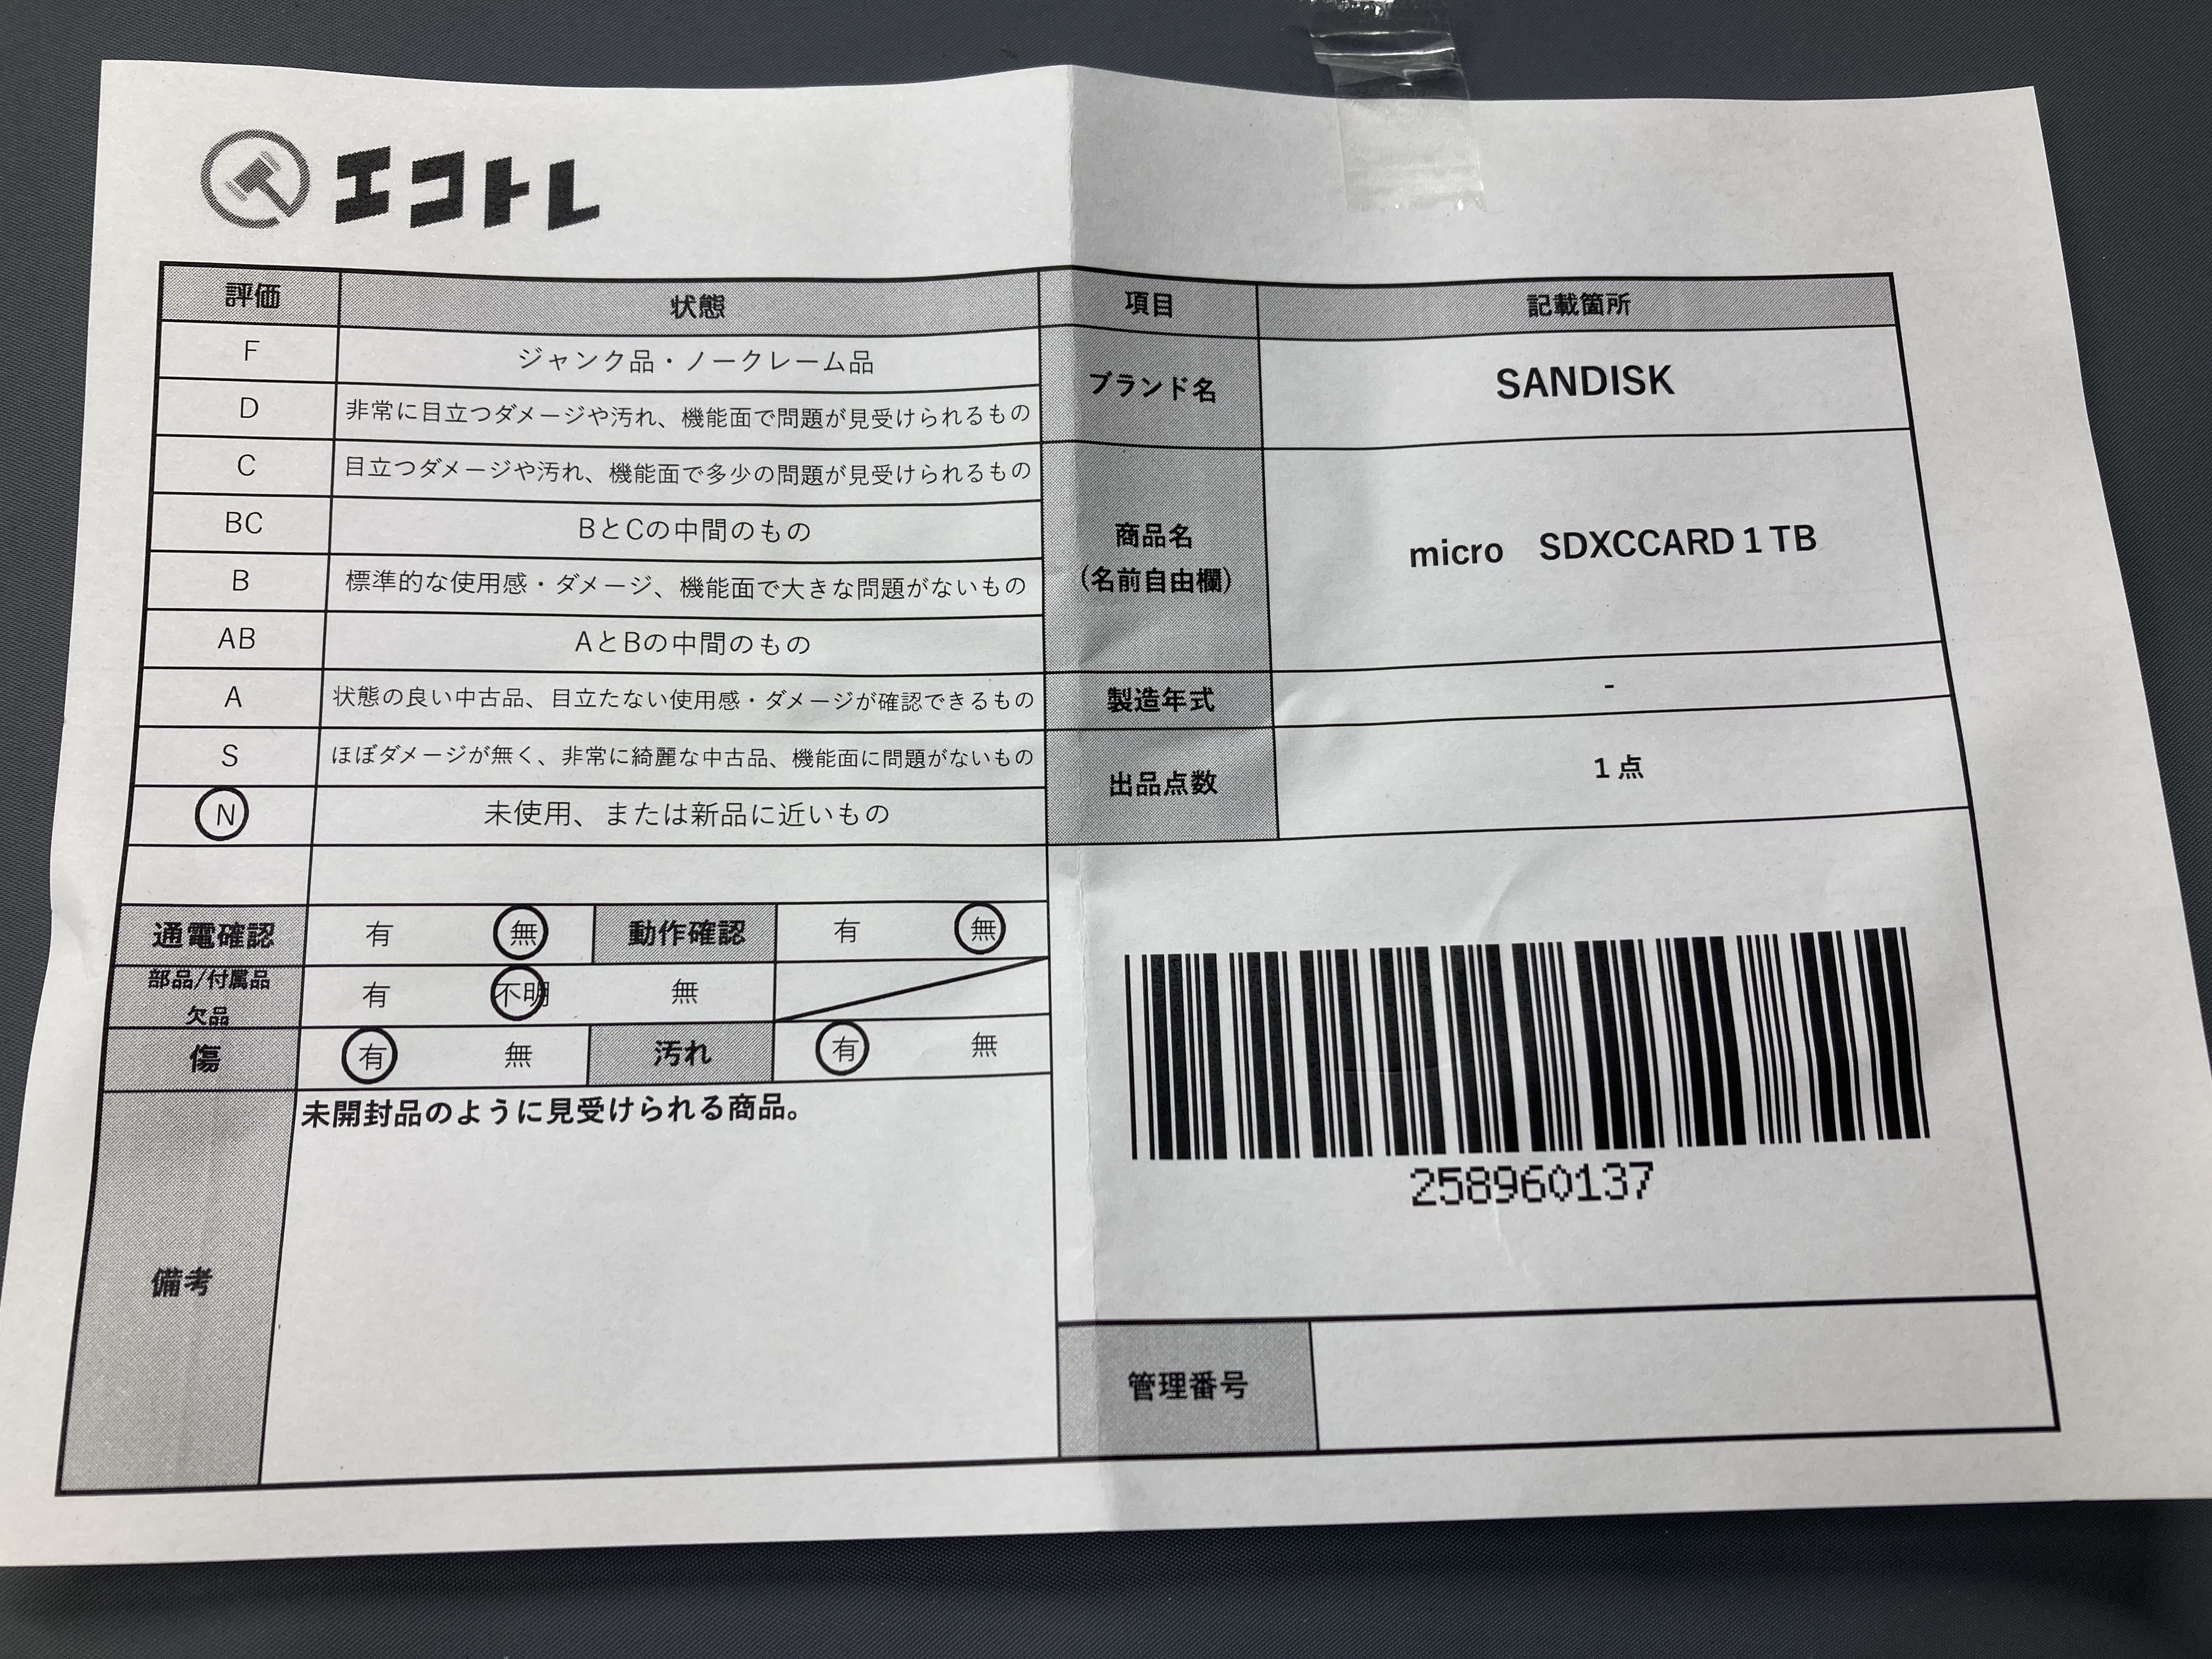 エコトレ
評価 状態
F ジャンク品・ノークレーム品
D 非常に目立つダメージや汚れ、機能面で問題が見受けられるもの
C 目立つダメージや汚れ、機能面で多少の問題が見受けられるもの
BC BとCの中間のもの
B 標準的な使用感・ダメージ、機能面で大きな問題がないもの
AB AとBの中間のもの
A 状態の良い中古品、目立たない使用感・ダメージが確認できるもの
S ほぼダメージが無く、非常に綺麗な中古品、機能面に問題がないもの
N 未使用、または新品に近いもの
通電確認 有 無 動作確認 有 無
部品/付属品
欠品 有 不明 無
傷 有 無 汚れ 有 無
備考 未開封品のように見受けられる商品。
項目 記載箇所
ブランド名 SANDISK
商品名
(名前自由欄) micro SDXCCARD 1 TB
製造年式 -
出品点数 1 点
258960137
管理番号